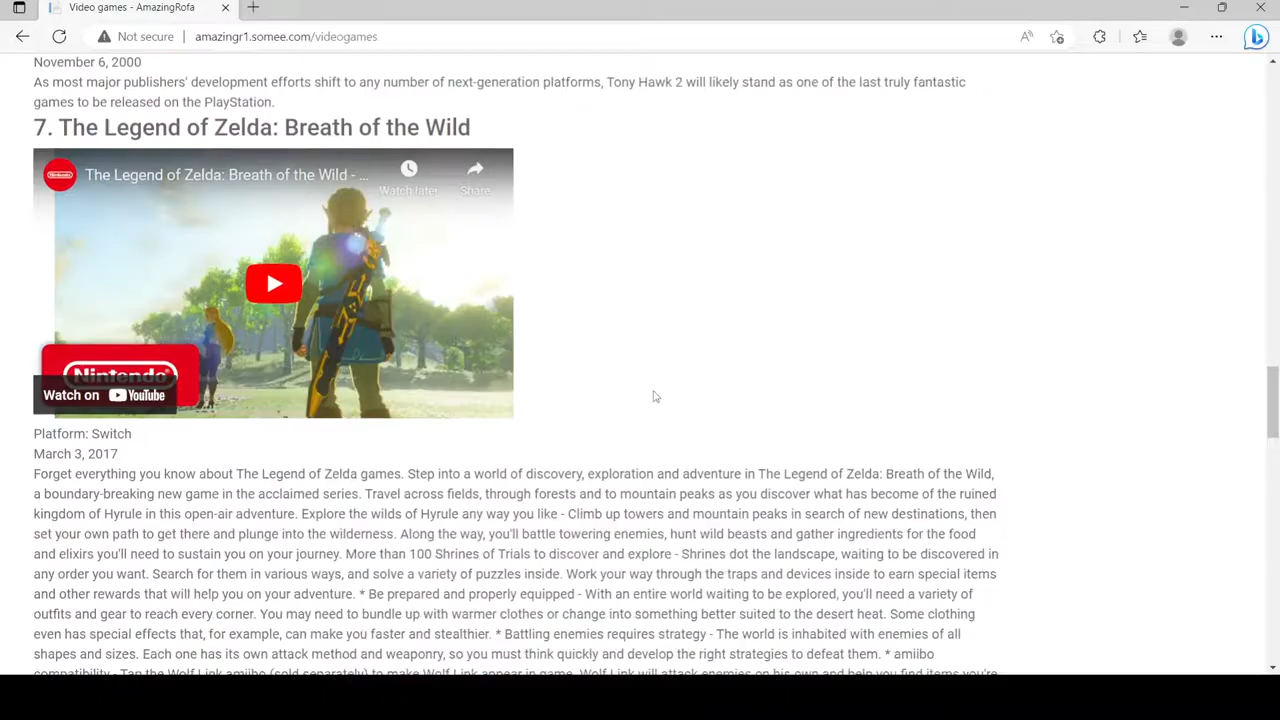 Video games - AmazingRofa
Not secure
amazingr1.somee.com/videogames
November 6, 2000
As most major publishers' development efforts shift to any number of next-generation platforms, Tony Hawk 2 will likely stand as one of the last truly fantastic
games to be released on the PlayStation.
7. The Legend of Zelda: Breath of the Wild
Nintendo
The Legend of Zelda: Breath of the Wild - ...
Watch later
Share
Nintendo
Watch on YouTube
Platform: Switch
March 3, 2017
Forget everything you know about The Legend of Zelda games. Step into a world of discovery, exploration and adventure in The Legend of Zelda: Breath of the Wild,
a boundary-breaking new game in the acclaimed series. Travel across fields, through forests and to mountain peaks as you discover what has become of the ruined
kingdom of Hyrule in this open-air adventure. Explore the wilds of Hyrule any way you like - Climb up towers and mountain peaks in search of new destinations, then
set your own path to get there and plunge into the wilderness. Along the way, you'll battle towering enemies, hunt wild beasts and gather ingredients for the food
and elixirs you'll need to sustain you on your journey. More than 100 Shrines of Trials to discover and explore - Shrines dot the landscape, waiting to be discovered in
any order you want. Search for them in various ways, and solve a variety of puzzles inside. Work your way through the traps and devices inside to earn special items
and other rewards that will help you on your adventure. * Be prepared and properly equipped - With an entire world waiting to be explored, you'll need a variety of
outfits and gear to reach every corner. You may need to bundle up with warmer clothes or change into something better suited to the desert heat. Some clothing
even has special effects that, for example, can make you faster and stealthier. * Battling enemies requires strategy - The world is inhabited with enemies of all
shapes and sizes. Each one has its own attack method and weaponry, so you must think quickly and develop the right strategies to defeat them. * amiibo
compatibility - Tap the Wolf Link amiibo (sold separately) to make Wolf Link appear in game. Wolf Link will attack enemies on his own and help you find items you're